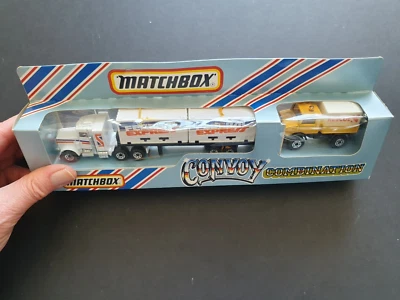 MATCHBOX
EXPRESS EXPRESS
MATCHBOX
CONVOY
COMBINATION